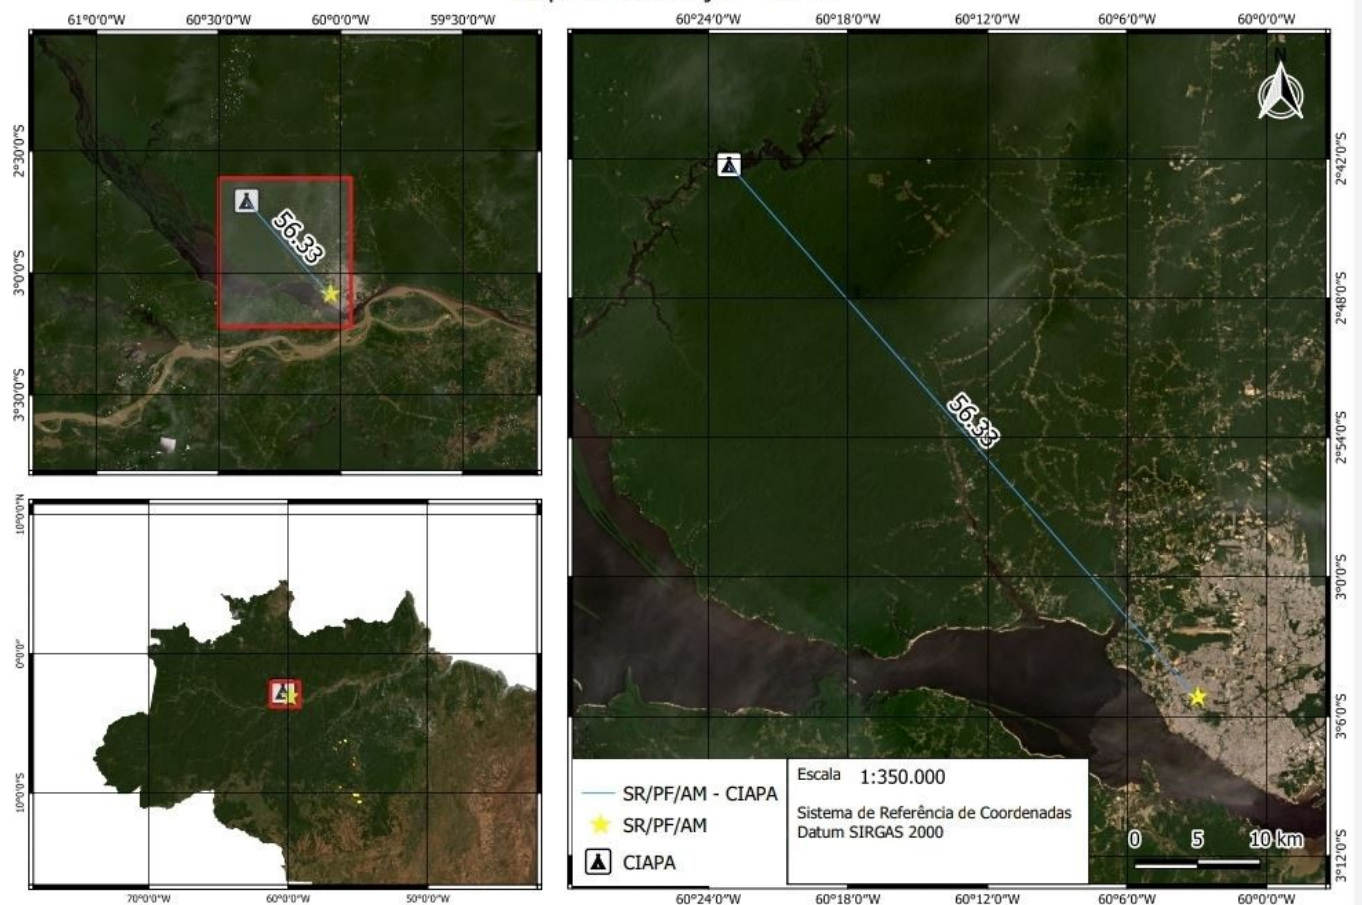 61°0'0"W 60°30'0"W 60°0'0"W 59°30'0"W
2°30'0"S
3°0'0"S
3°30'0"S
56.33
10°0'0"N
0°0'0"
10°0'0"S
70°0'0"W 60°0'0"W 50°0'0"W
60°24'0"W 60°18'0"W 60°12'0"W 60°6'0"W 60°0'0"W
N
2°42'0"S
2°48'0"S
2°54'0"S
3°0'0"S
3°6'0"S
3°12'0"S
56.33
SR/PF/AM - CIAPA
SR/PF/AM
CIAPA
Escala 1:350.000
Sistema de Referência de Coordenadas
Datum SIRGAS 2000
0 5 10 km
60°24'0"W 60°18'0"W 60°12'0"W 60°6'0"W 60°0'0"W